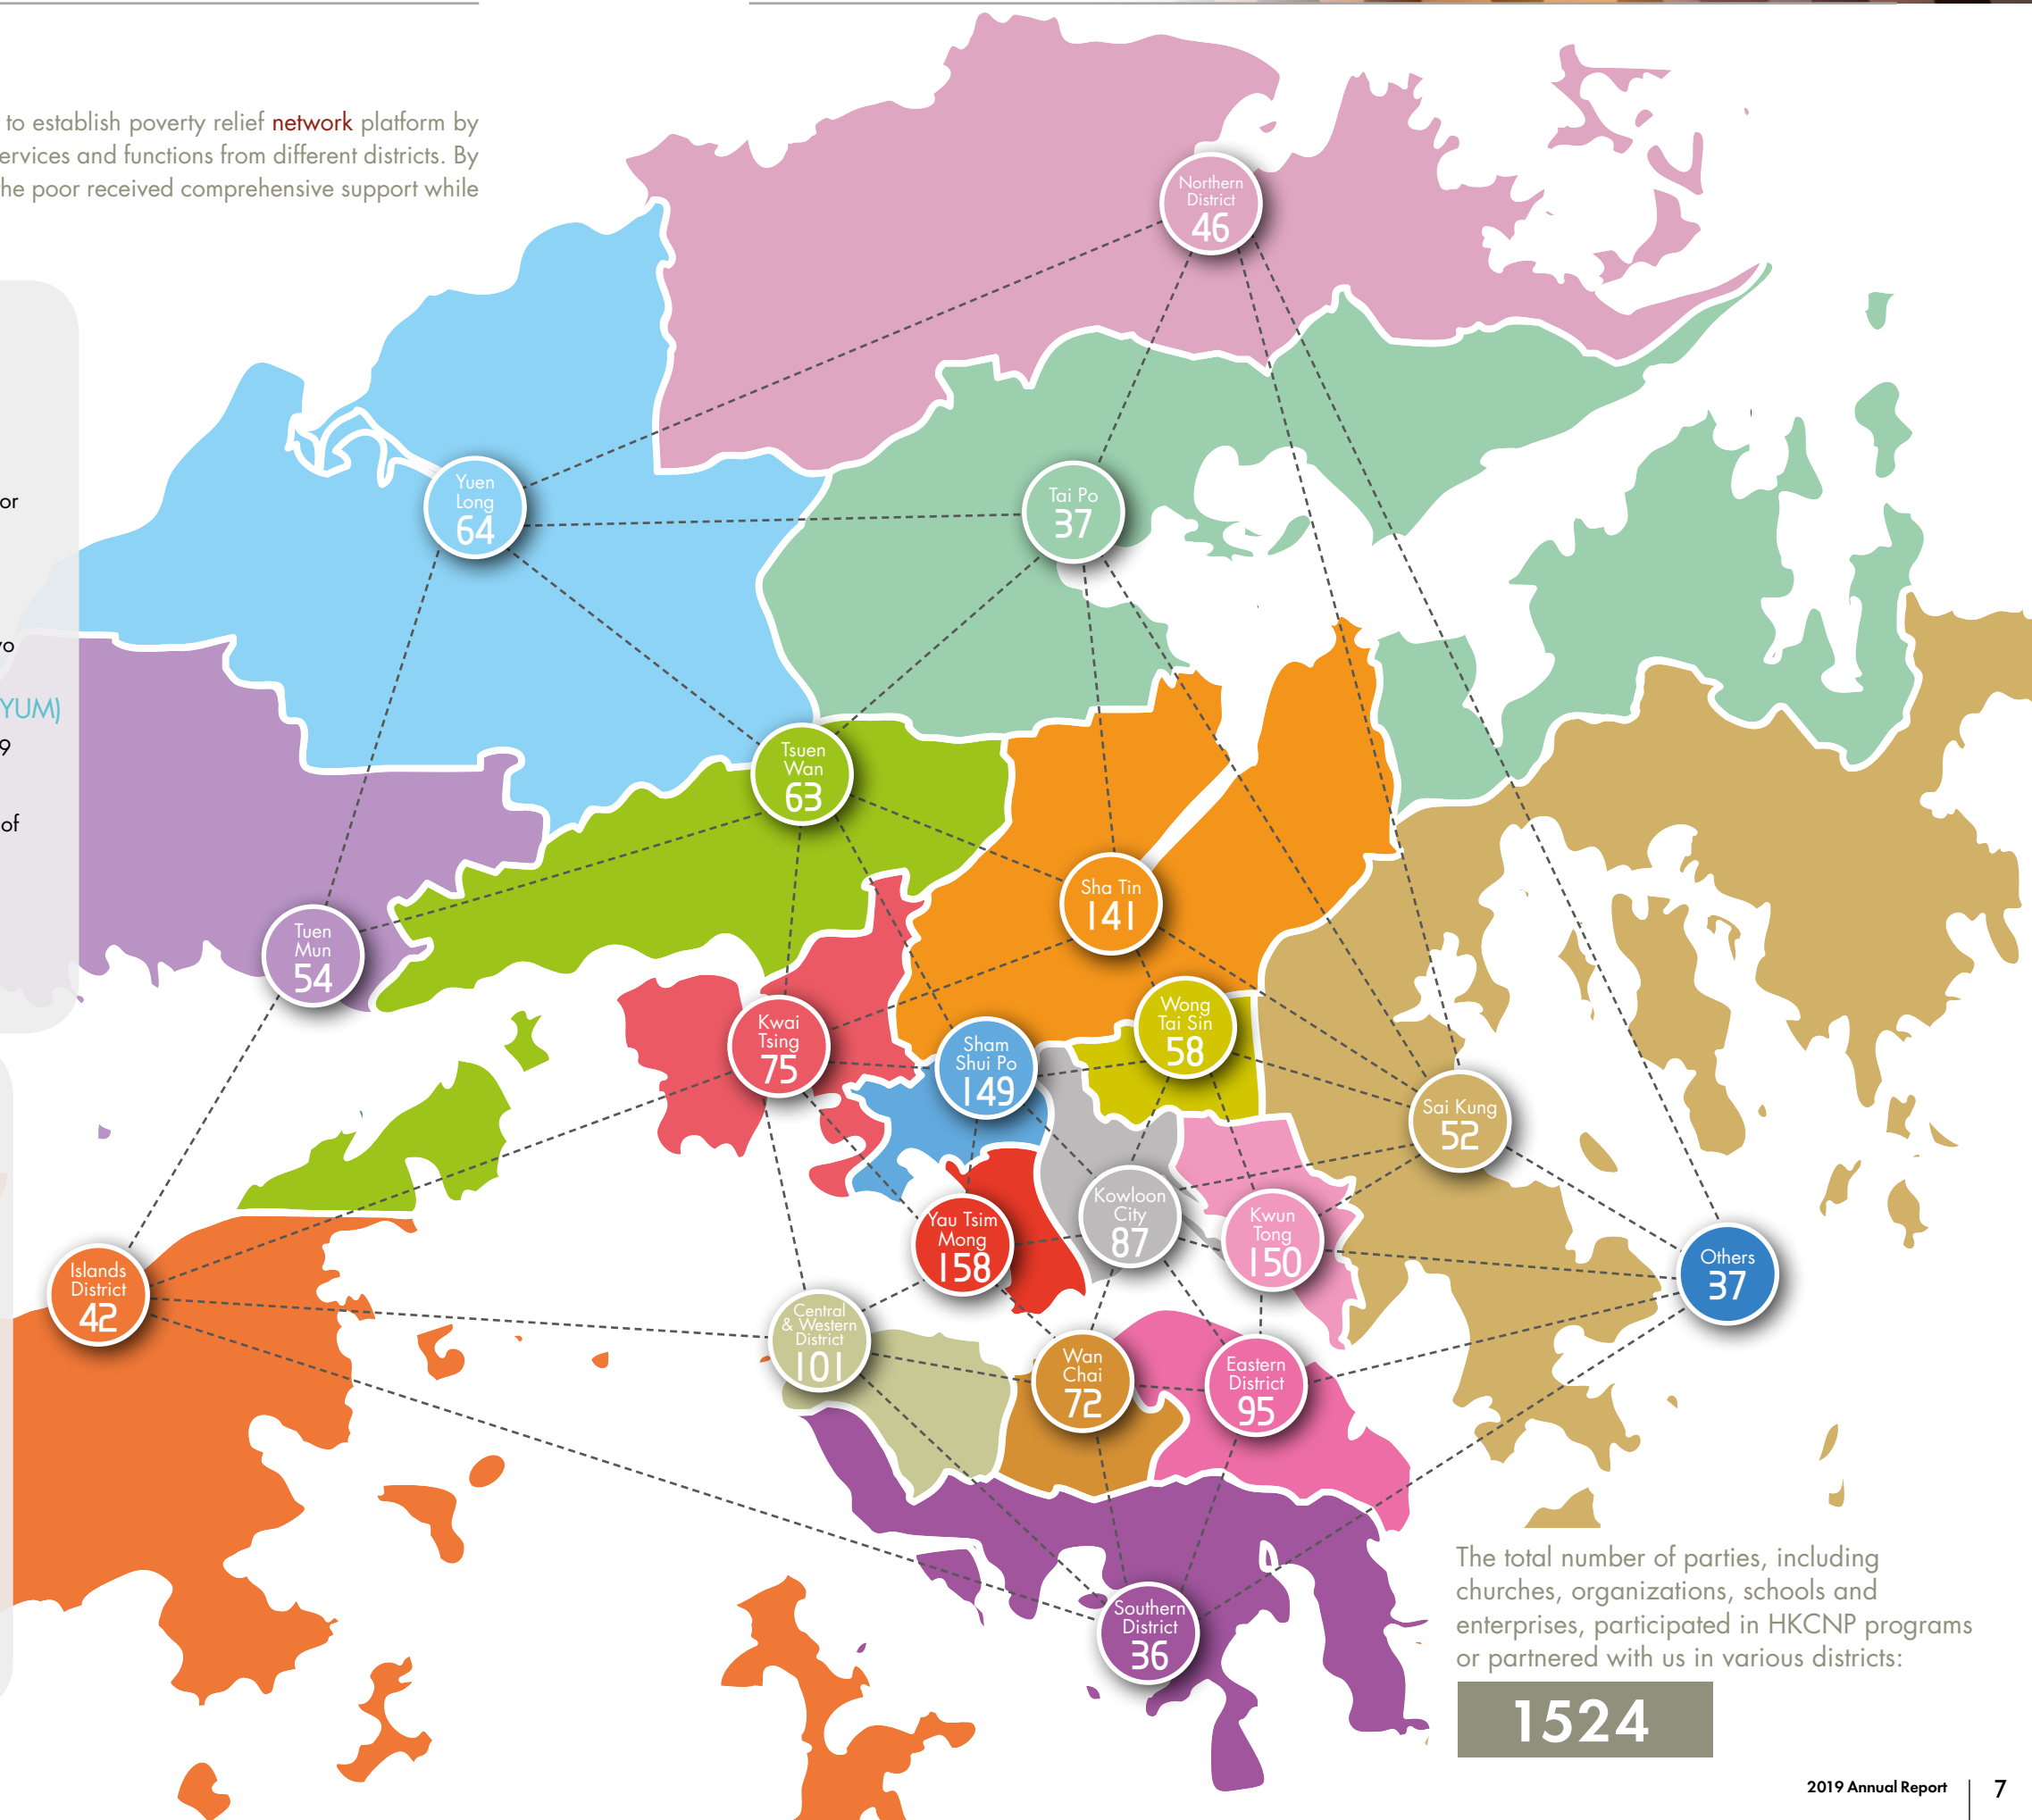 to establish poverty relief network platform by
ervices and functions from different districts. By
he poor received comprehensive support while
or
YUM)
9
of
Northern
District
46
Yuen
Long
64
Tai Po
37
Tsuen
Wan
63
Sha Tin
141
Tuen
Mun
54
Wong
Tai Sin
58
Kwai
Tsing
75
Sham
Shui Po
149
Sai Kung
52
Kowloon
City
87
Yau Tsim
Mong
158
Kwun
Tong
150
Islands
District
42
Others
37
Central
& Western
District
101
Wan
Chai
72
Eastern
District
95
Southern
District
36
The total number of parties, including
churches, organizations, schools and
enterprises, participated in HKCNP programs
or partnered with us in various districts:
1524
2019 Annual Report | 7